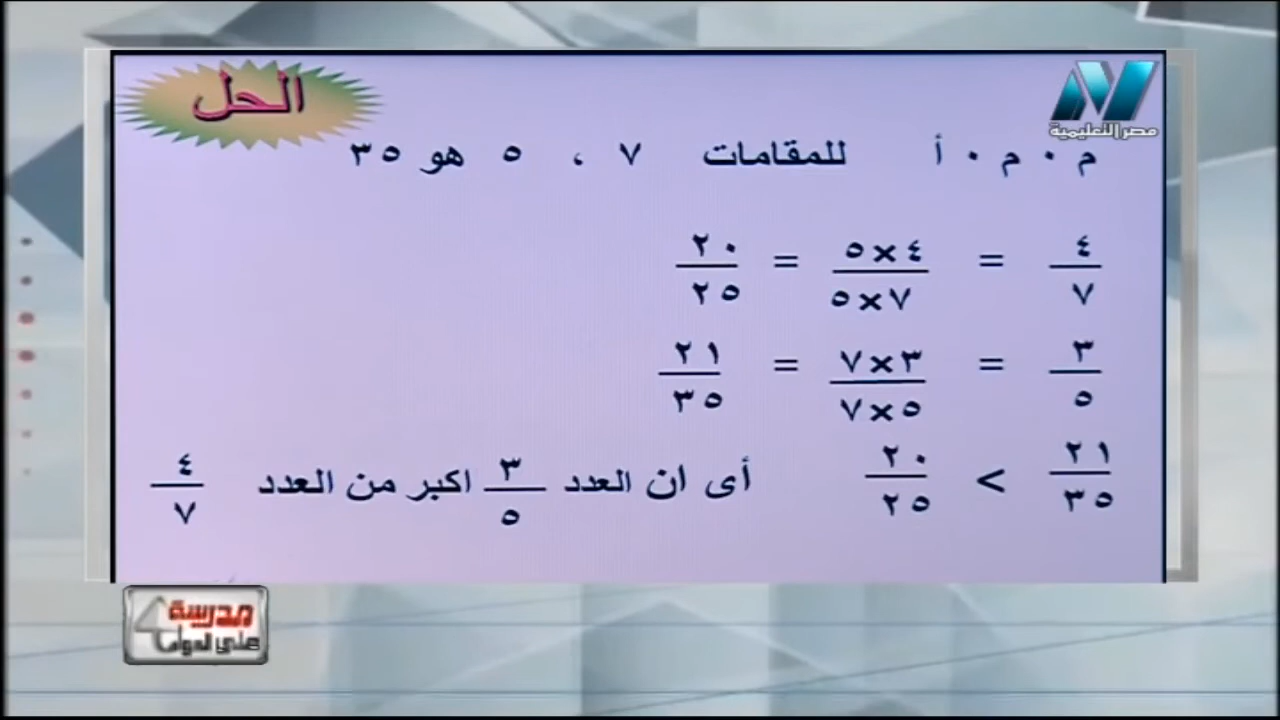 الحل
مصر التعليمية
م ٠ م ٠ أ للمقامات ٧ ، ٥ هو ٣٥
٤/٧ = ٤×٥/٧×٥ = ٢٠/٢٥
٣/٥ = ٣×٧/٥×٧ = ٢١/٣٥
٢١/٣٥ > ٢٠/٢٥ أى ان العدد ٣/٥ اكبر من العدد ٤/٧
مدرسة
على الهواء